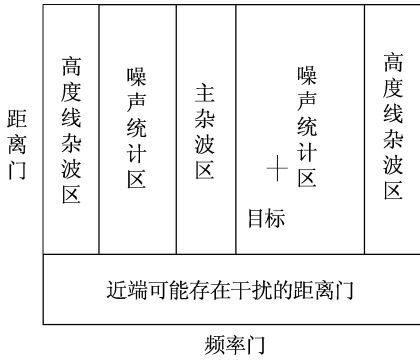 距离门
高度线杂波区
噪声统计区
主杂波区
噪声统计区
高度线杂波区
目标
近端可能存在干扰的距离门
频率门